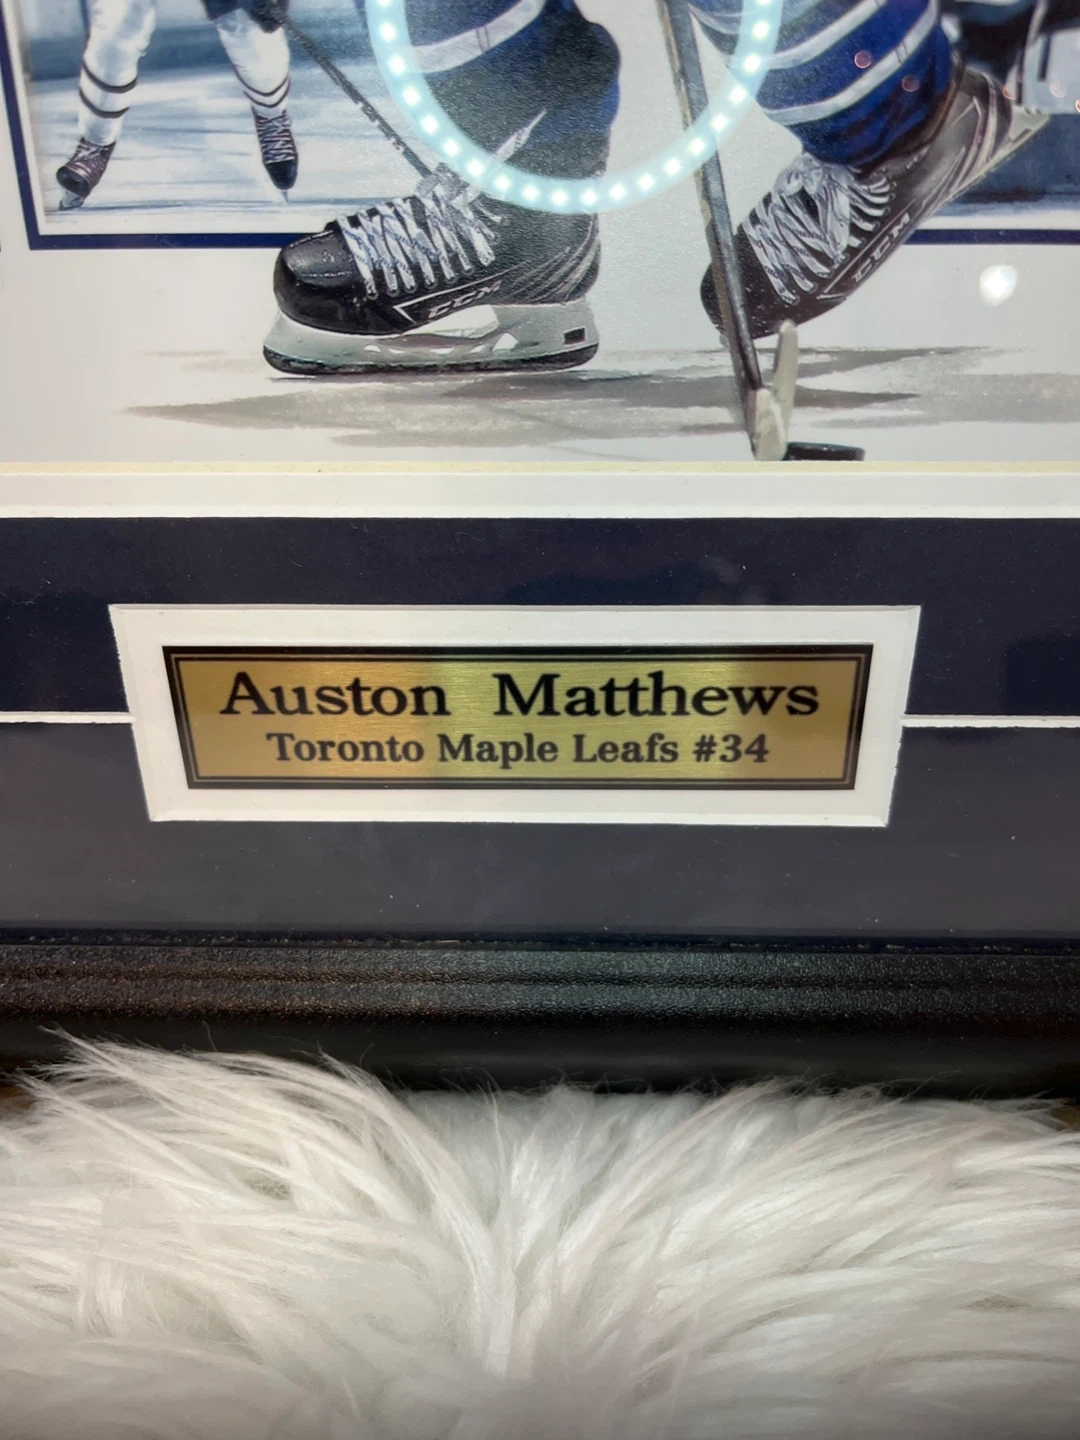 CCM
CCM
Auston Matthews
Toronto Maple Leafs #34